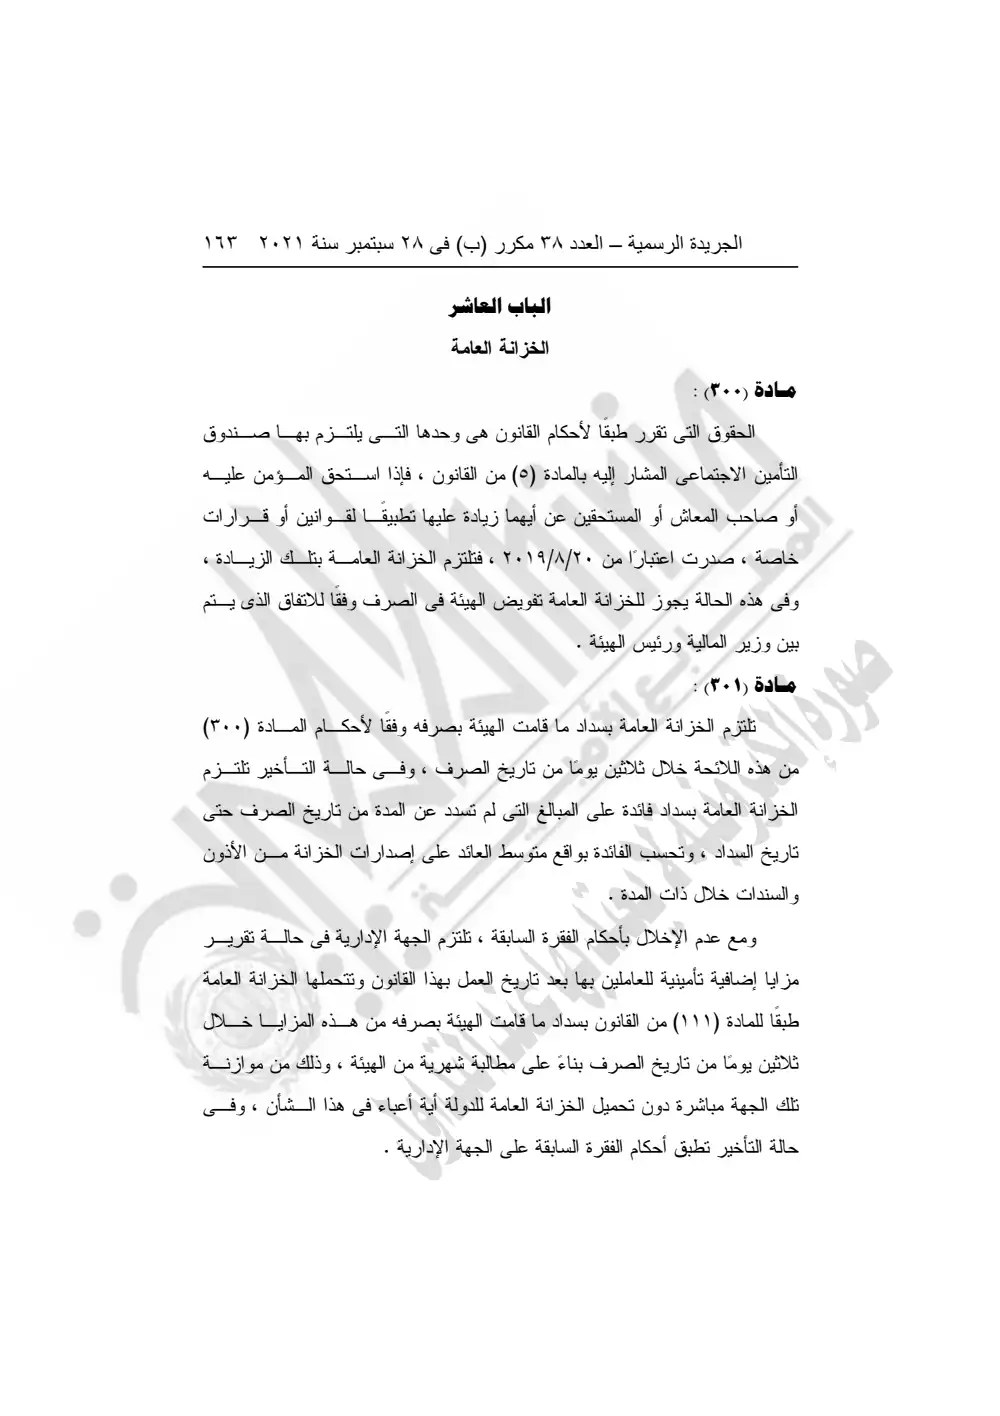 الجريدة الرسمية – العدد ٣٨ مكرر (ب) فى ٢٨ سبتمبر سنة ٢٠٢١ ١٦٣
الباب العاشر
الخزانة العامة
مادة (٣٠٠) :
الحقوق التى تقرر طبقًا لأحكام القانون هى وحدها التى يلتزم بها صندوق
التأمين الاجتماعى المشار إليه بالمادة (٥) من القانون ، فإذا استحق المؤمن عليه
أو صاحب المعاش أو المستحقين عن أيهما زيادة عليها تطبيقًا لقوانين أو قرارات
خاصة ، صدرت اعتبارًا من ٢٠١٩/٨/٢٠ ، فتلتزم الخزانة العامة بتلك الزيادة ،
وفى هذه الحالة يجوز للخزانة العامة تفويض الهيئة فى الصرف وفقًا للاتفاق الذى يتم
بين وزير المالية ورئيس الهيئة .
مادة (٣٠١) :
تلتزم الخزانة العامة بسداد ما قامت الهيئة بصرفه وفقًا لأحكام المادة (٣٠٠)
من هذه اللائحة خلال ثلاثين يومًا من تاريخ الصرف ، وفى حالة التأخير تلتزم
الخزانة العامة بسداد فائدة على المبالغ التى لم تسدد عن المدة من تاريخ الصرف حتى
تاريخ السداد ، وتحسب الفائدة بواقع متوسط العائد على إصدارات الخزانة من الأذون
والسندات خلال ذات المدة .
ومع عدم الإخلال بأحكام الفقرة السابقة ، تلتزم الجهة الإدارية فى حالة تقرير
مزايا إضافية تأمينية للعاملين بها بعد تاريخ العمل بهذا القانون وتتحملها الخزانة العامة
طبقًا للمادة (١١١) من القانون بسداد ما قامت الهيئة بصرفه من هذه المزايا خلال
ثلاثين يومًا من تاريخ الصرف بناءً على مطالبة شهرية من الهيئة ، وذلك من موازنة
تلك الجهة مباشرة دون تحميل الخزانة العامة للدولة أية أعباء فى هذا الشأن ، وفى
حالة التأخير تطبق أحكام الفقرة السابقة على الجهة الإدارية .